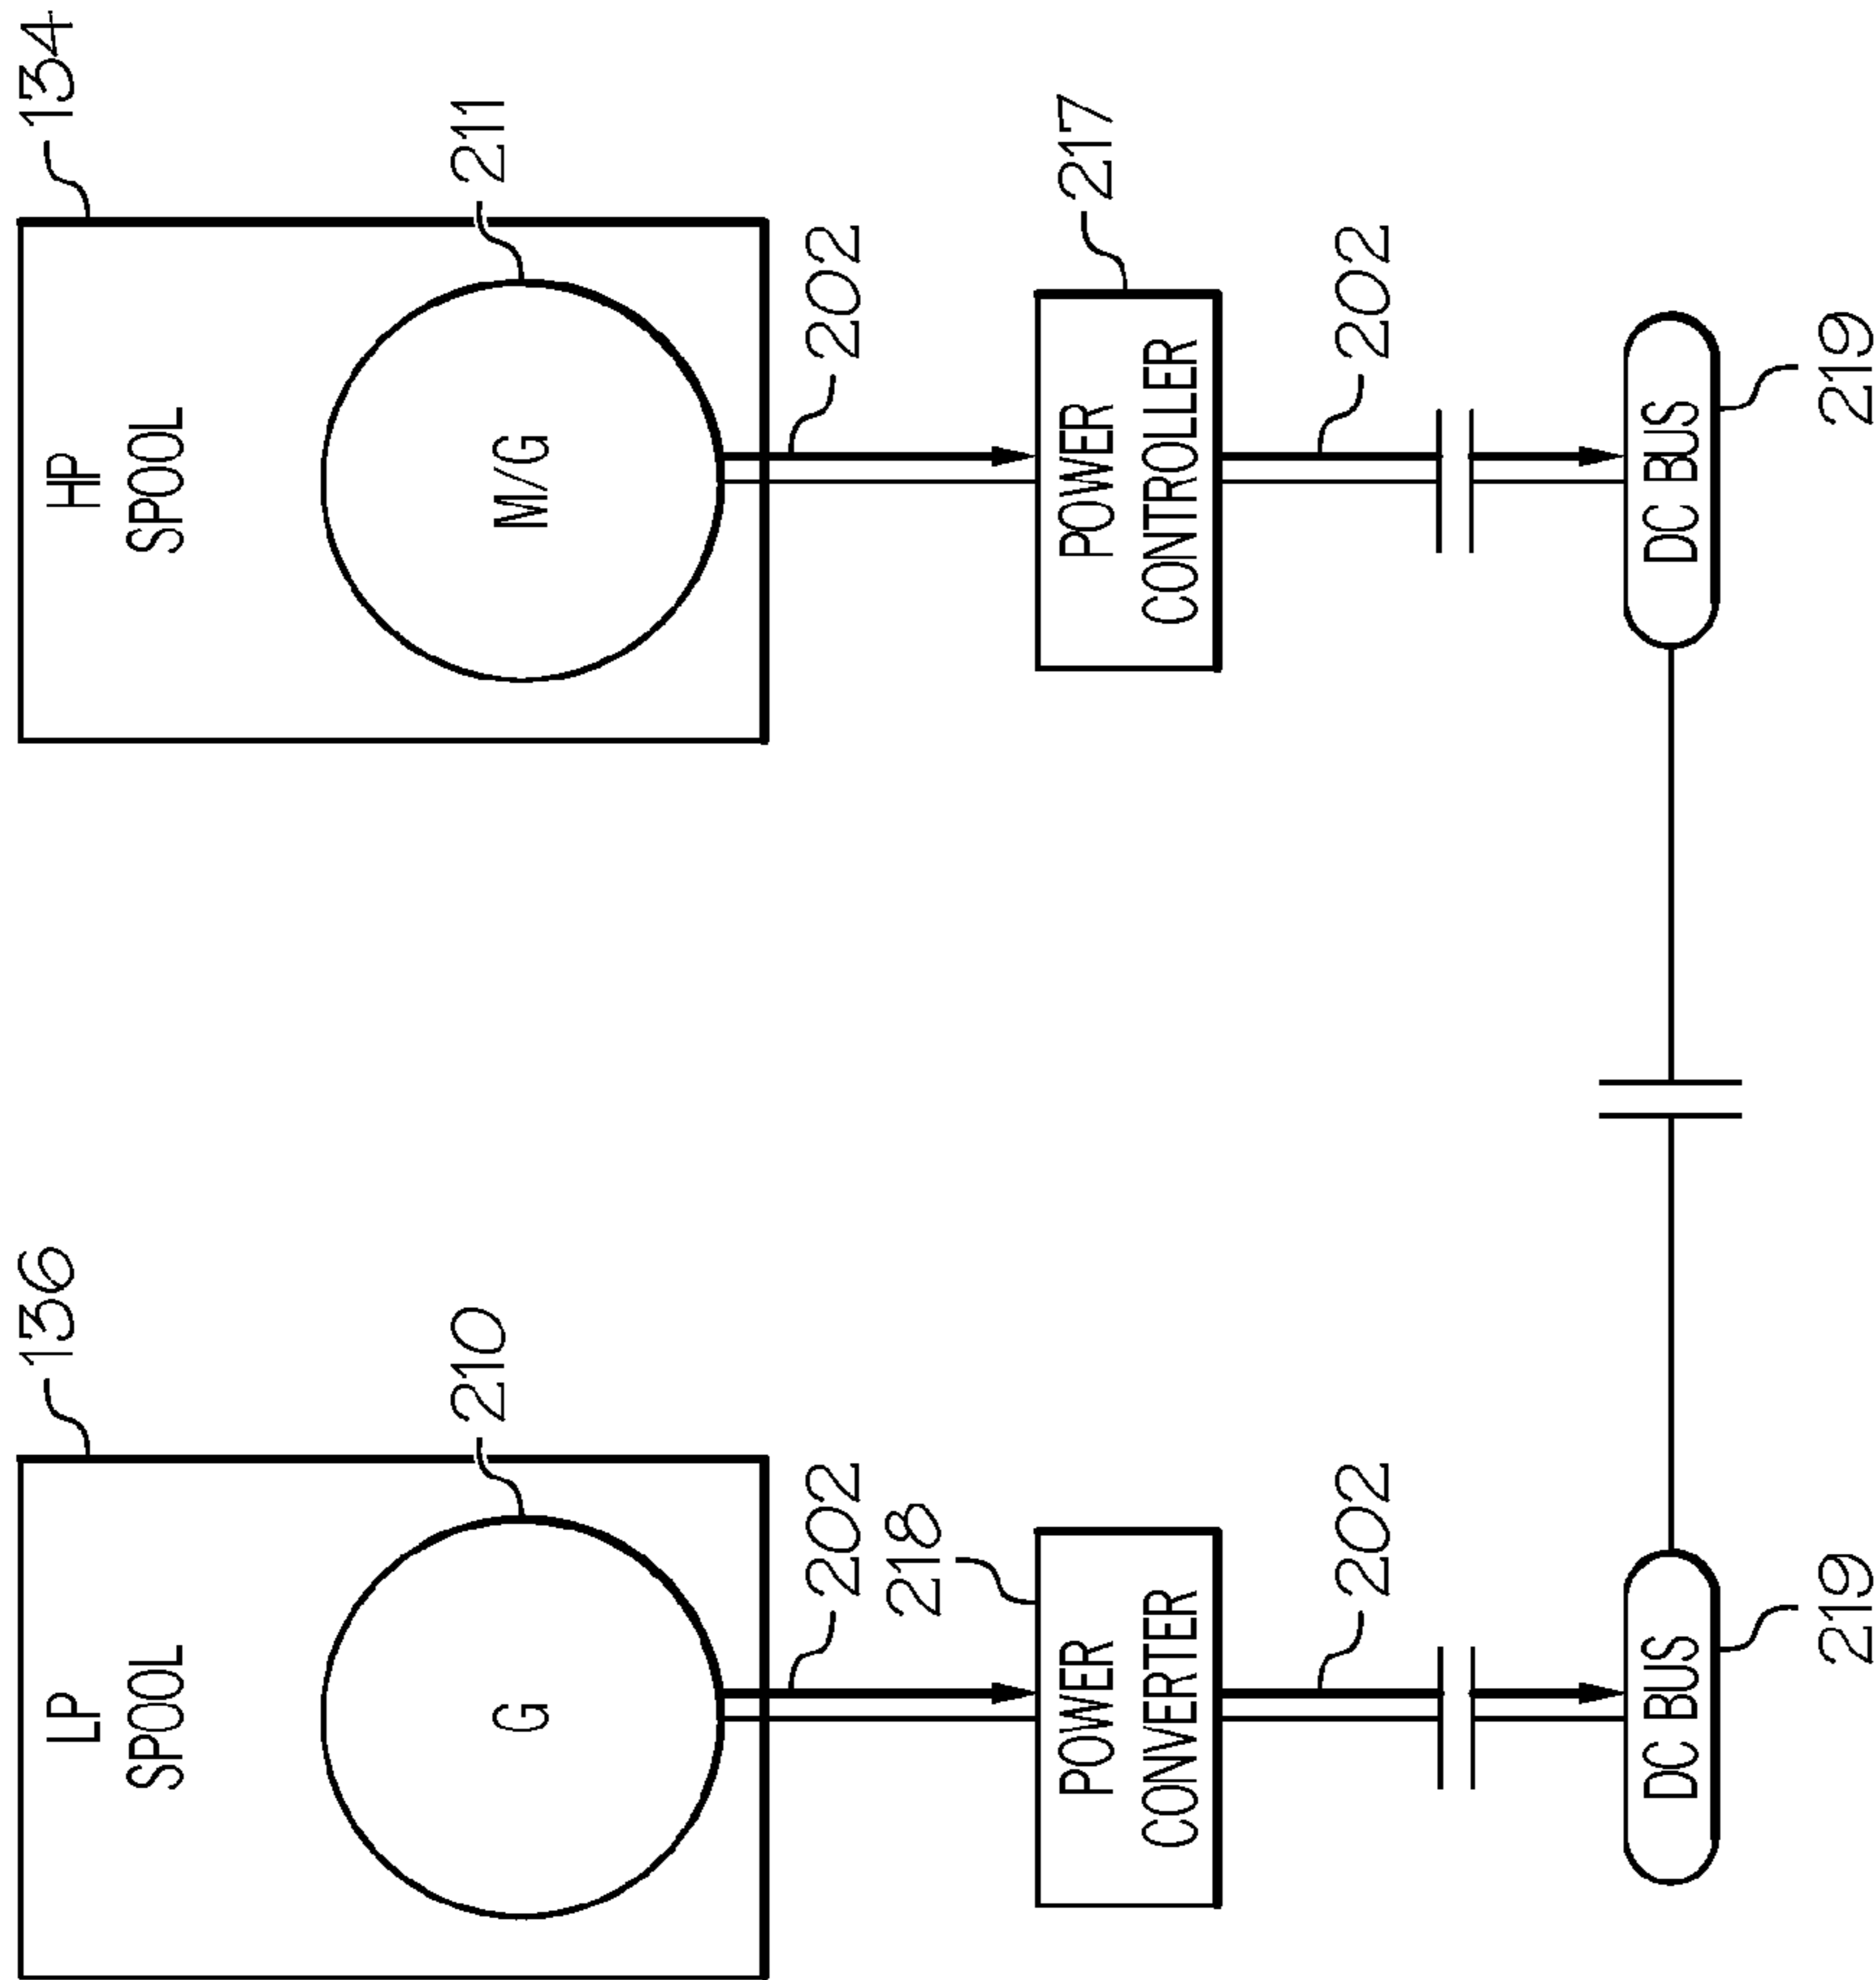 136
LP
SPOOL
210
G
202
218
POWER
CONVERTER
202
DC BUS
219
134
HP
SPOOL
211
M/G
202
217
POWER
CONTROLLER
202
DC BUS
219